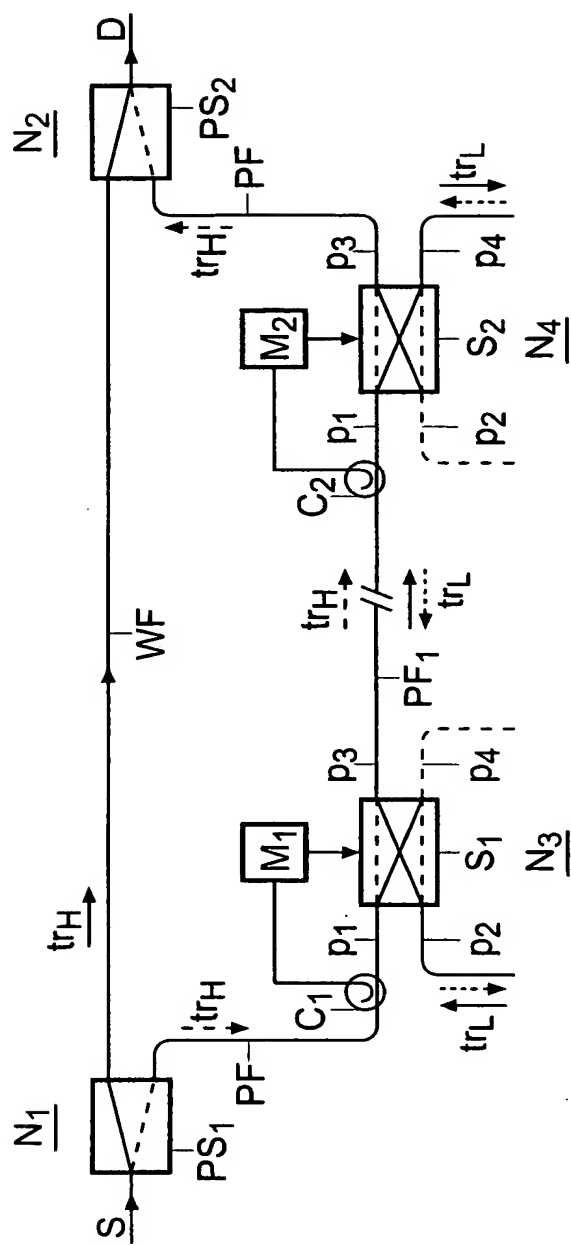 N1 N2
S PS1 trH WF PS2 D
PF trH trH PF
M1 M2
C1 p1 p3 PF1 trH trL C2 p1 p3
trL p2 S1 p4 p2 S2 p4 trL
N3 N4